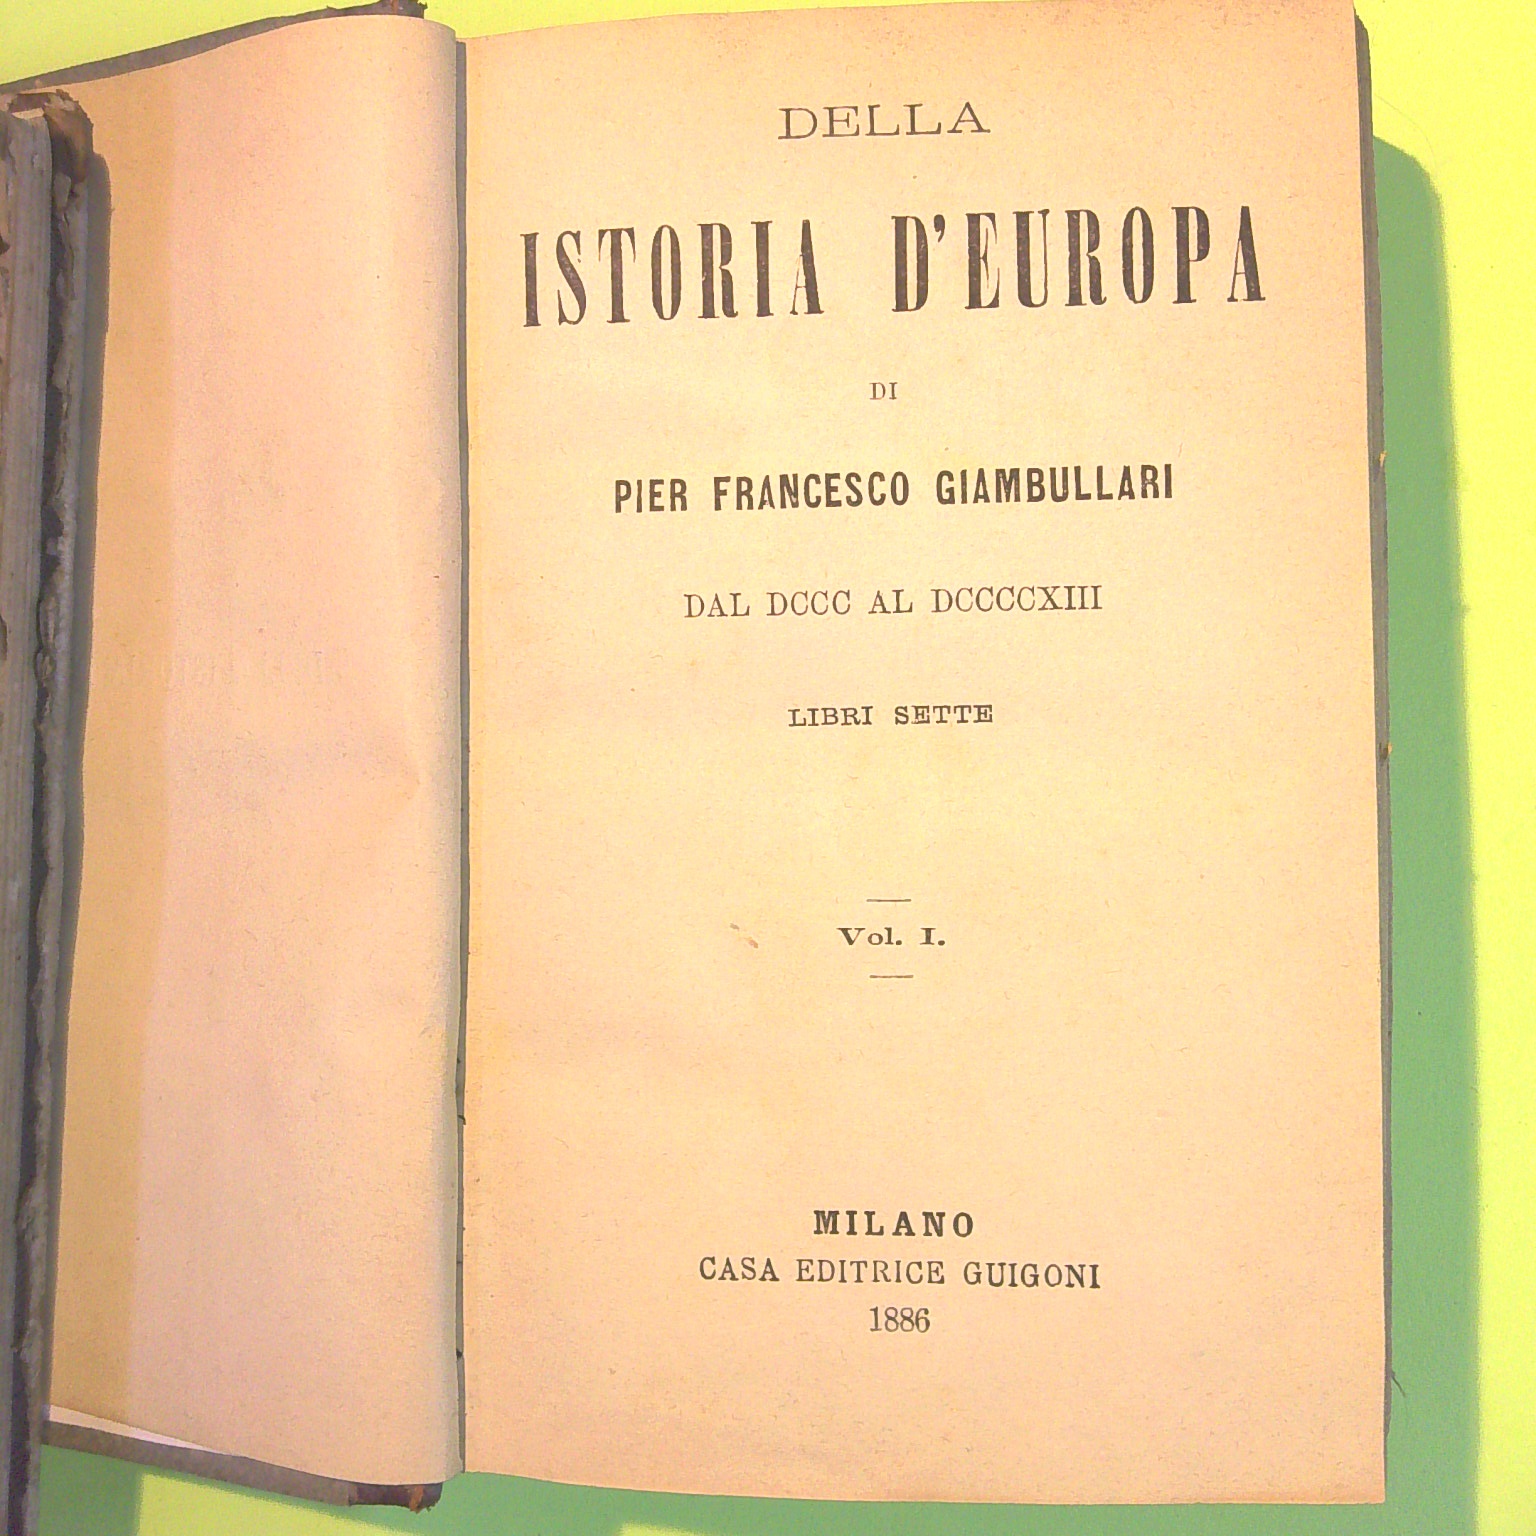 DELLA
ISTORIA D'EUROPA
DI
PIER FRANCESCO GIAMBULLARI
DAL DCCC AL DCCCCXIII
LIBRI SETTE
Vol. I.
MILANO
CASA EDITRICE GUIGONI
1886